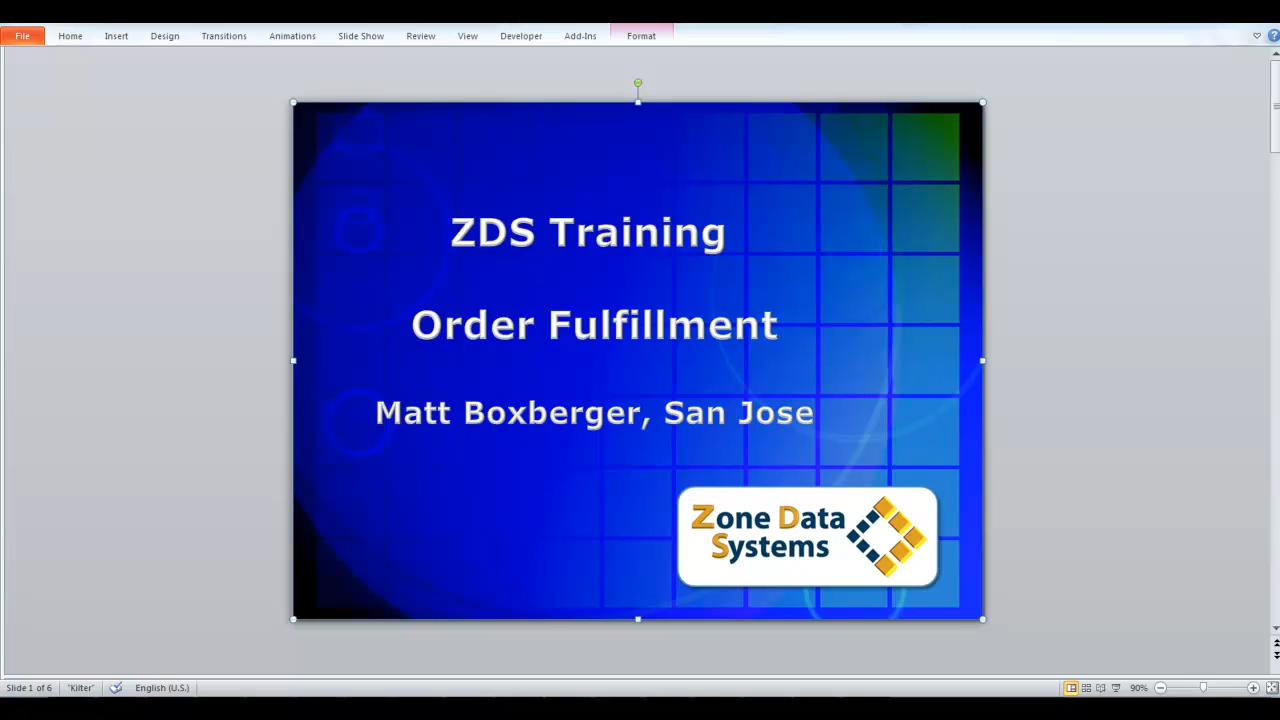 File Home Insert Design Transitions Animations Slide Show Review View Developer Add-Ins Format
ZDS Training
Order Fulfillment
Matt Boxberger, San Jose
Zone Data
Systems
Slide 1 of 6 "Kilter" English (U.S.) 90%